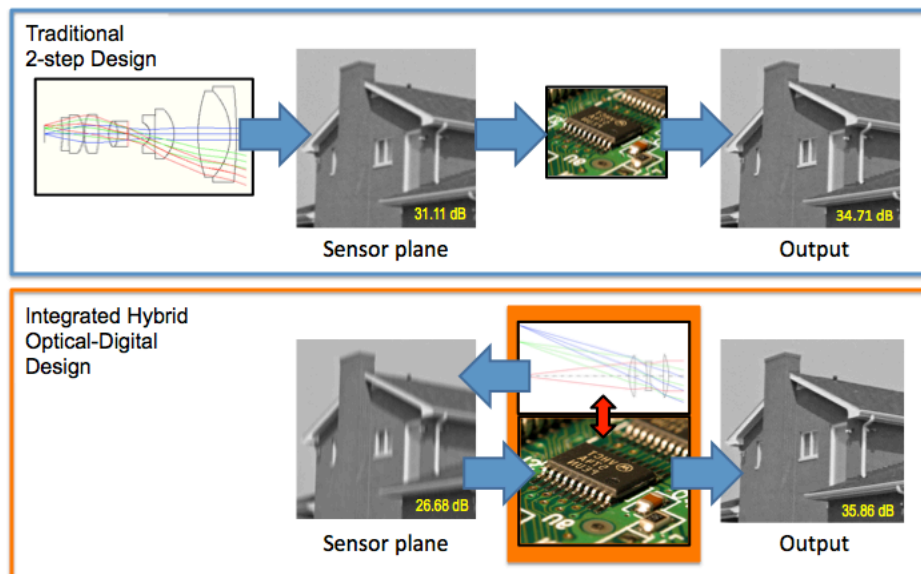 Traditional
2-step Design
31.11 dB
34.71 dB
Sensor plane
Output
Integrated Hybrid
Optical-Digital
Design
26.68 dB
35.86 dB
Sensor plane
Output